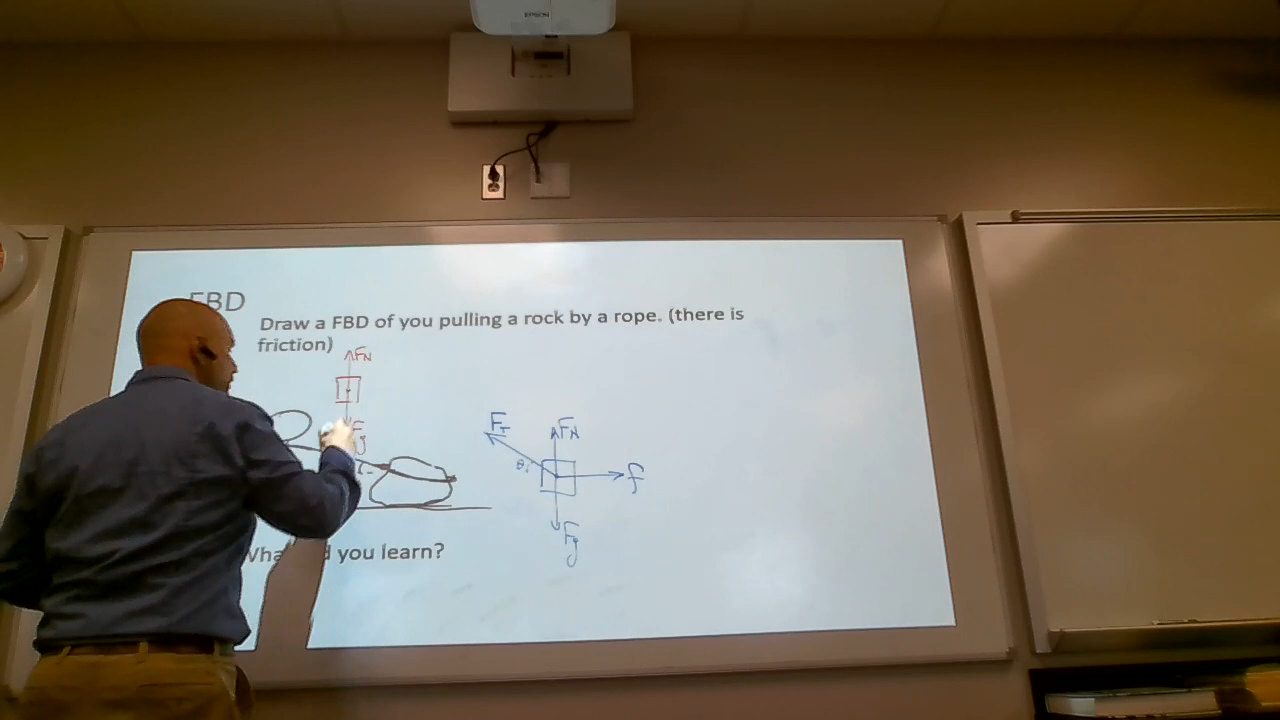 EPSON
FBD
Draw a FBD of you pulling a rock by a rope. (there is
friction)
FN
Fg
FT
FN
θ
f
Fg
you learn?